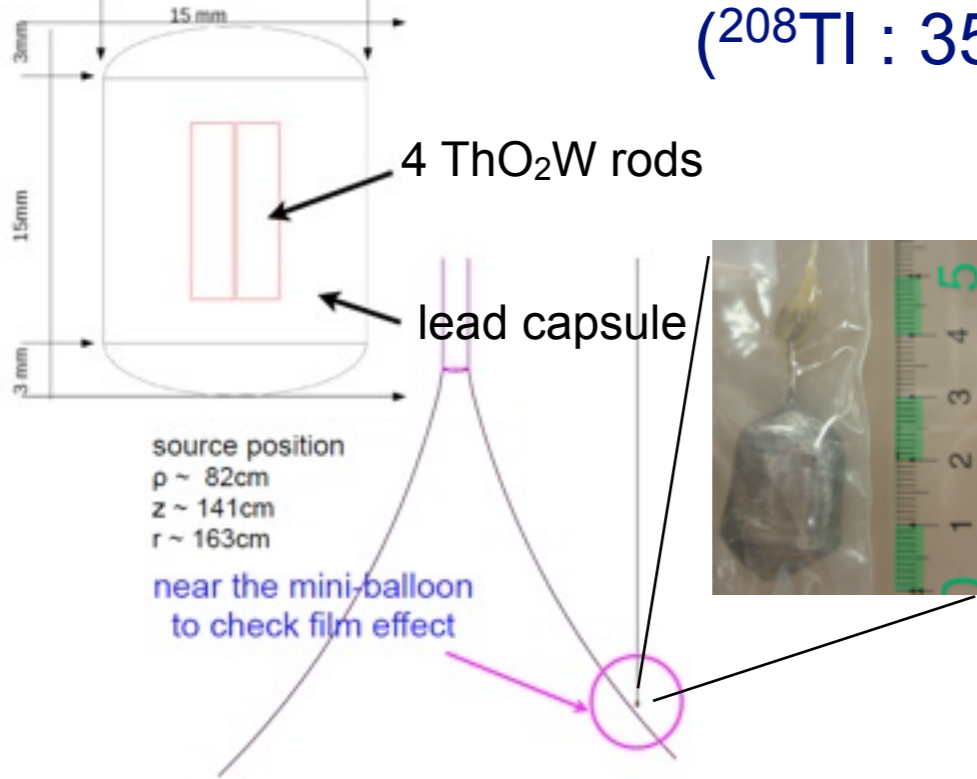 15 mm
(²⁰⁸Tl : 35
3mm
4 ThO₂W rods
15mm
lead capsule
3 mm
source position
ρ ~ 82cm
z ~ 141cm
r ~ 163cm
near the mini-balloon
to check film effect
5
4
3
2
1
0